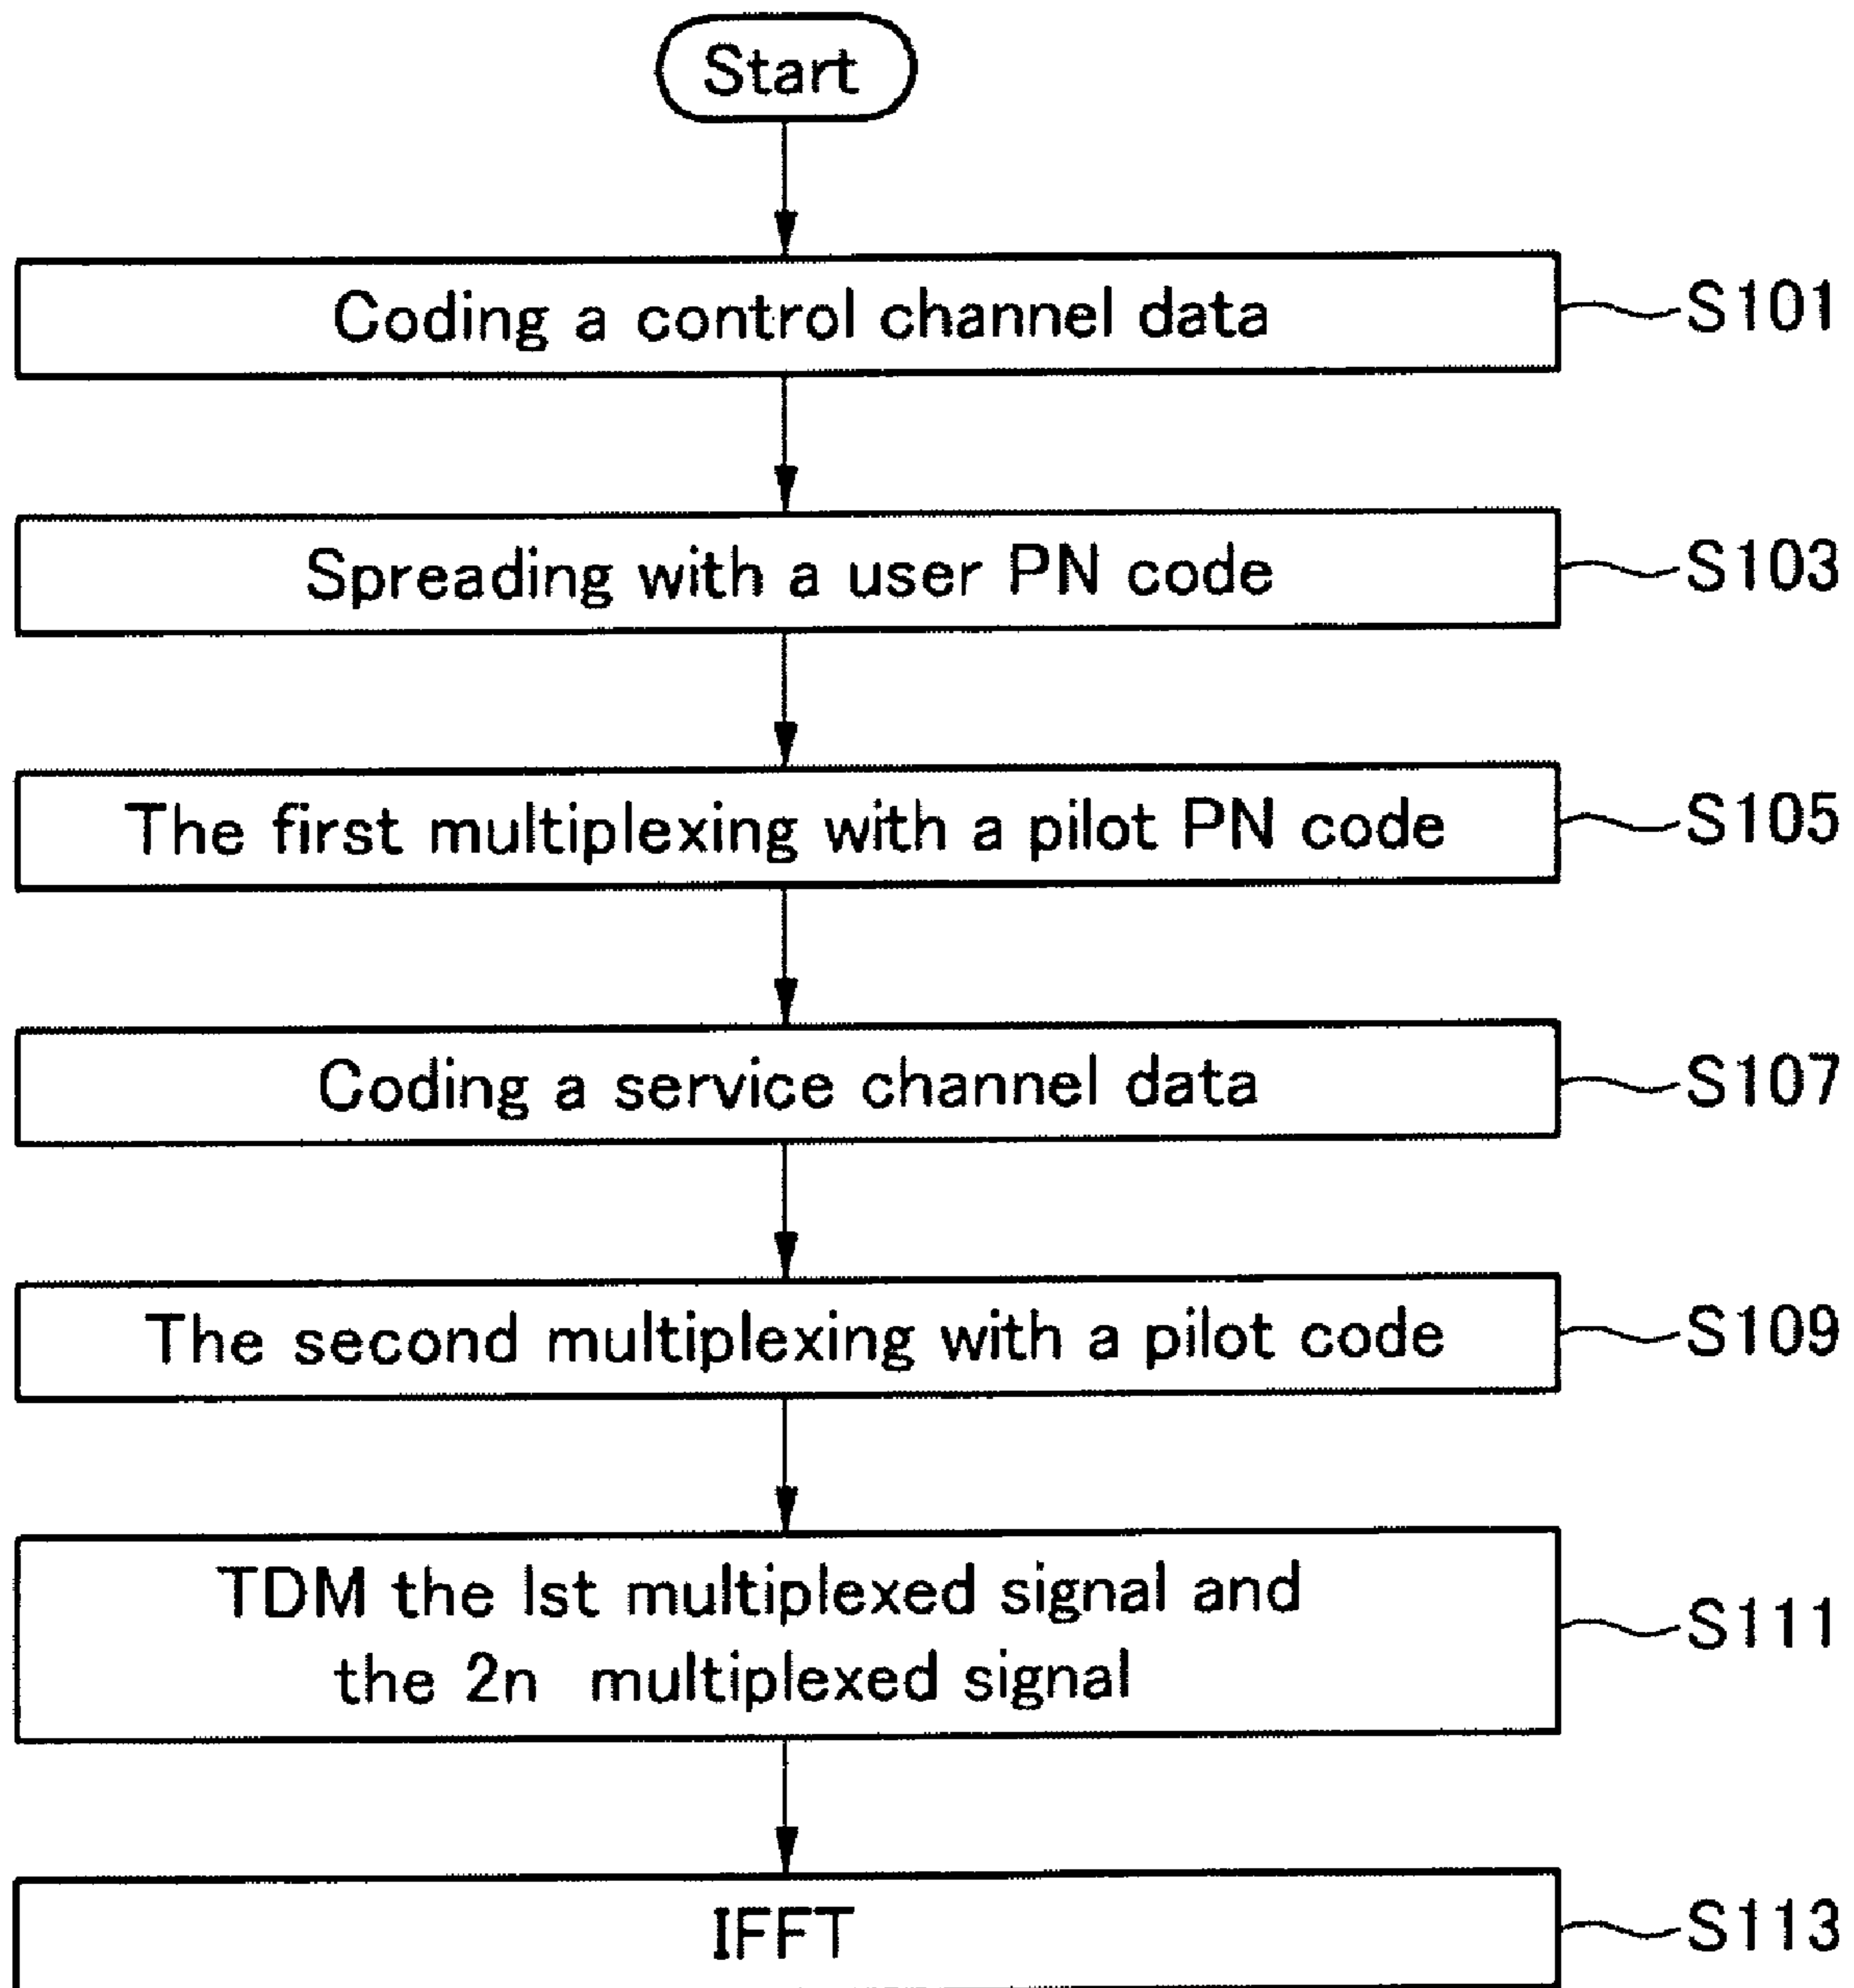 Start
Coding a control channel data
S101
Spreading with a user PN code
S103
The first multiplexing with a pilot PN code
S105
Coding a service channel data
S107
The second multiplexing with a pilot code
S109
TDM the lst multiplexed signal and
the 2n multiplexed signal
S111
IFFT
S113